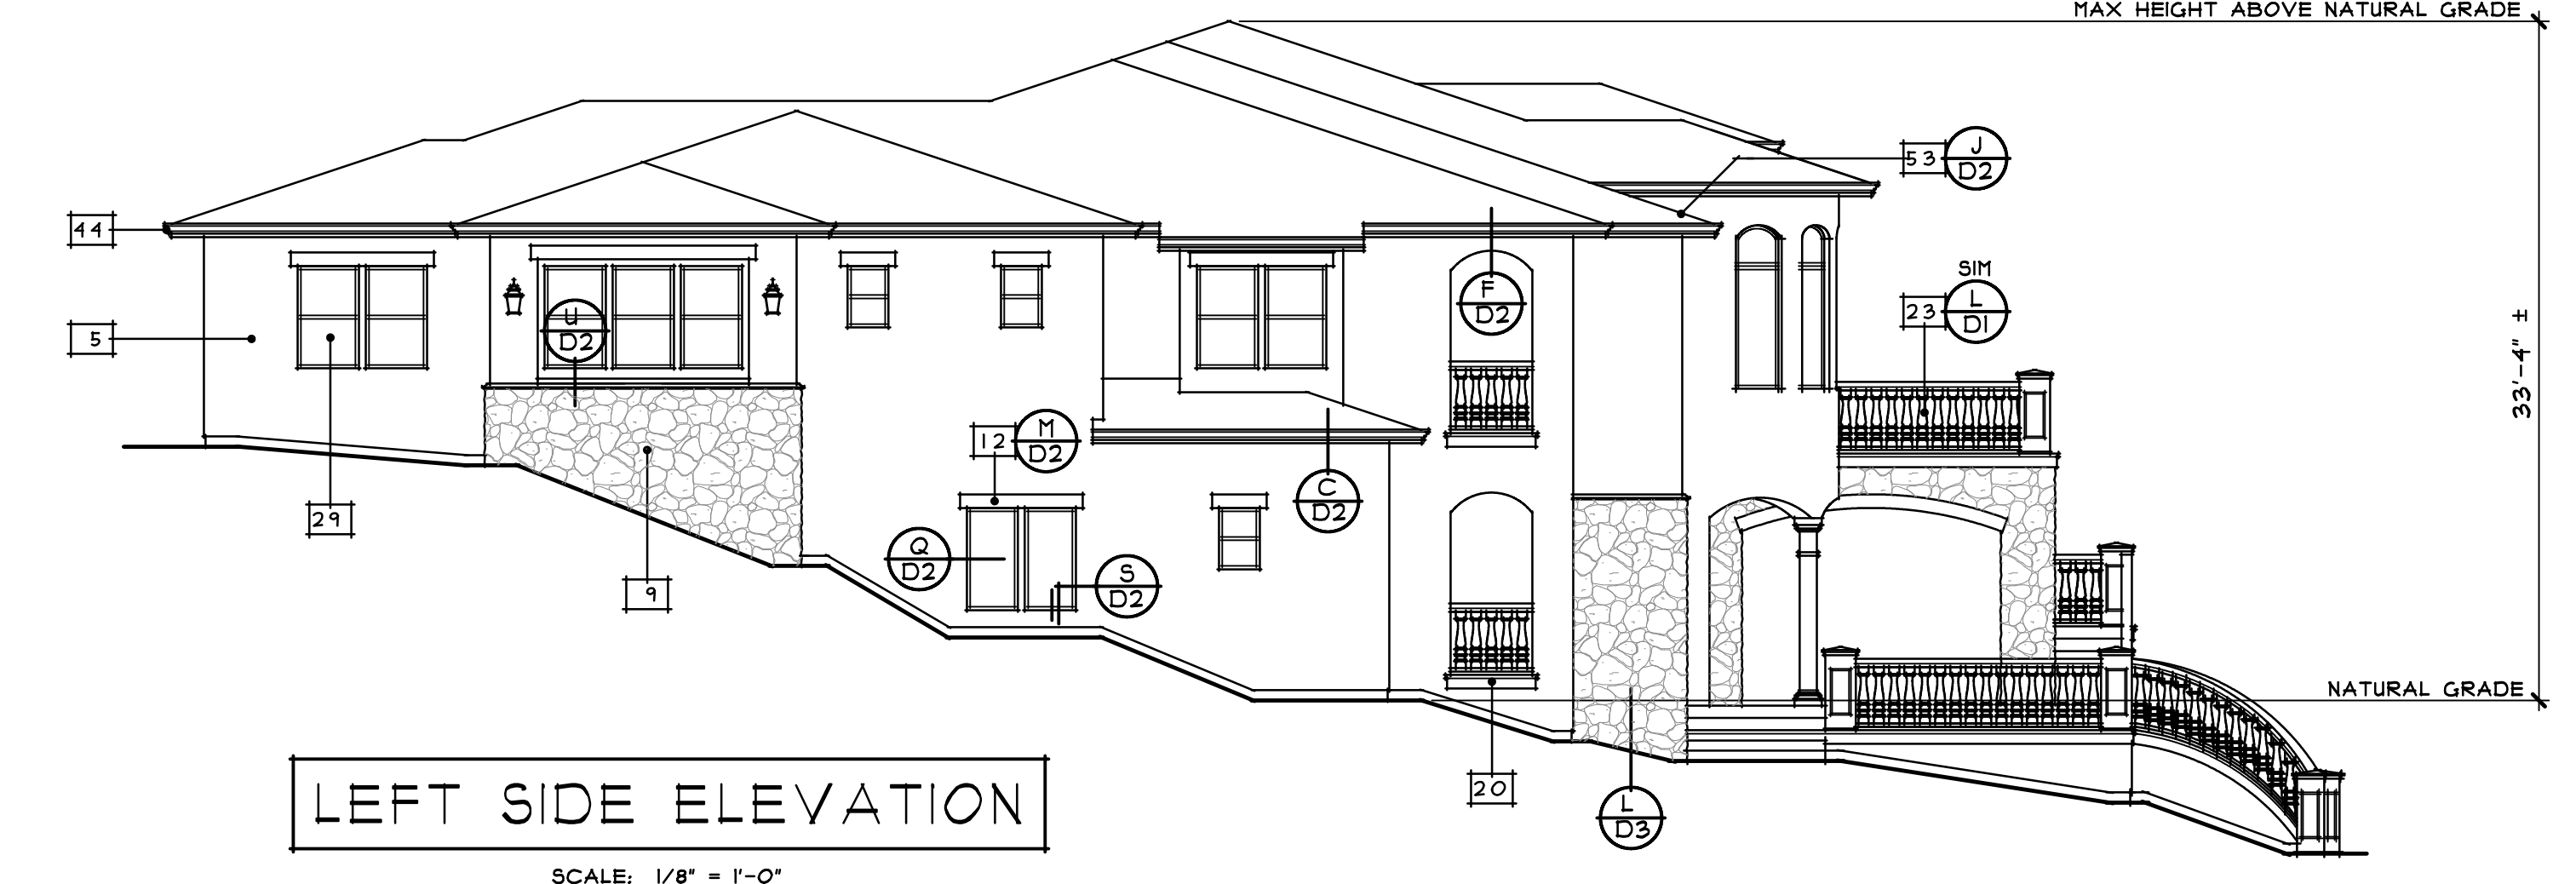 MAX HEIGHT ABOVE NATURAL GRADE
53
J
D2
44
SIM
L
D1
23
5
U
D2
F
D2
33'-4" ±
12
M
D2
29
C
D2
Q
D2
S
D2
9
NATURAL GRADE
20
L
D3
LEFT SIDE ELEVATION
SCALE: 1/8" = 1'-0"